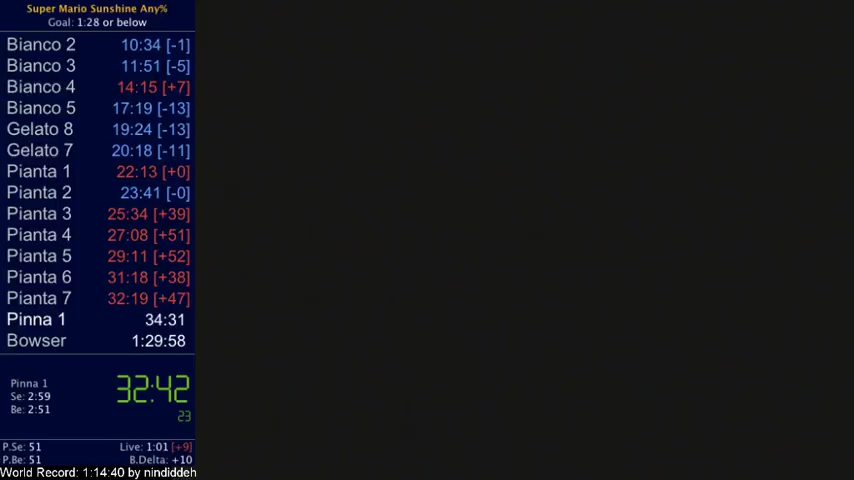 Super Mario Sunshine Any%
Goal: 1:28 or below
Bianco 2 10:34 [-1]
Bianco 3 11:51 [-5]
Bianco 4 14:15 [+7]
Bianco 5 17:19 [-13]
Gelato 8 19:24 [-13]
Gelato 7 20:18 [-11]
Pianta 1 22:13 [+0]
Pianta 2 23:41 [-0]
Pianta 3 25:34 [+39]
Pianta 4 27:08 [+51]
Pianta 5 29:11 [+52]
Pianta 6 31:18 [+38]
Pianta 7 32:19 [+47]
Pinna 1 34:31
Bowser 1:29:58
Pinna 1
Se: 2:59
Be: 2:51
32:42
23
P.Se: 51 Live: 1:01 [+9]
P.Be: 51 B.Delta: +10
World Record: 1:14:40 by nindiddeh